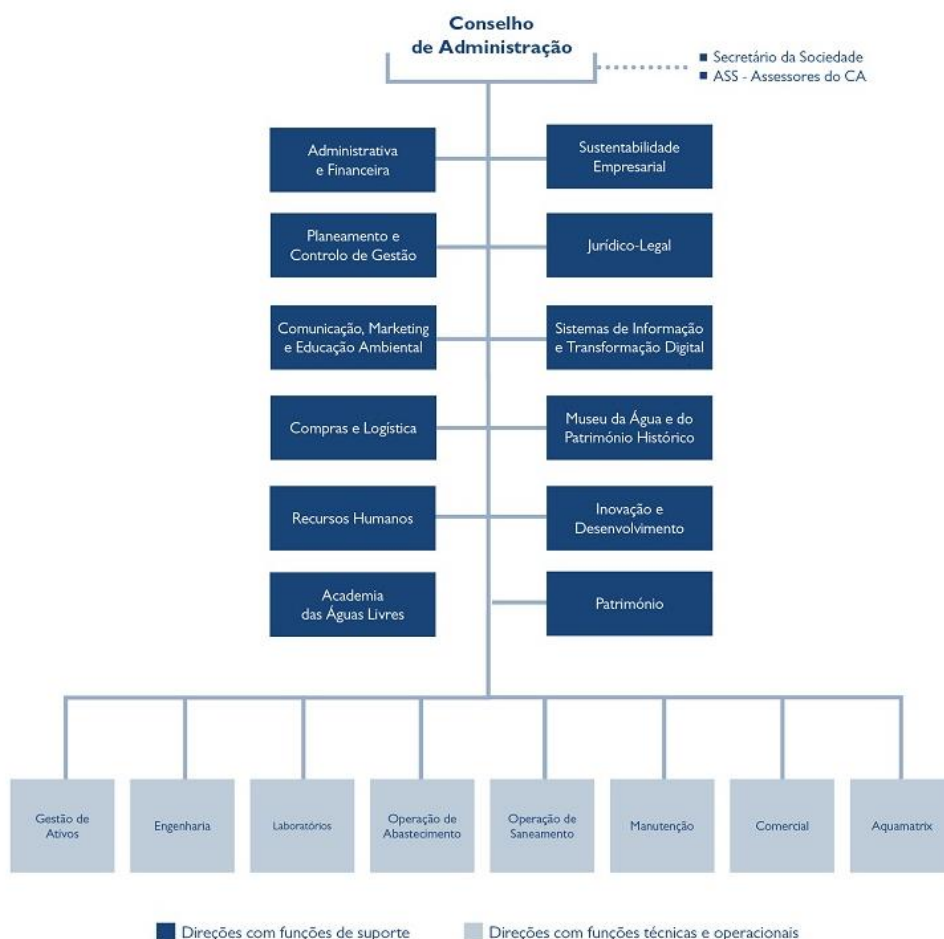 Conselho
de Administração
Secretário da Sociedade
ASS - Assessores do CA
Administrativa
e Financeira
Sustentabilidade
Empresarial
Planeamento e
Controlo de Gestão
Jurídico-Legal
Comunicação, Marketing
e Educação Ambiental
Sistemas de Informação
e Transformação Digital
Compras e Logística
Museu da Água e do
Património Histórico
Recursos Humanos
Inovação e
Desenvolvimento
Academia
das Águas Livres
Património
Gestão de
Ativos
Engenharia
Laboratórios
Operação de
Abastecimento
Operação de
Saneamento
Manutenção
Comercial
Aquamatrix
Direções com funções de suporte
Direções com funções técnicas e operacionais